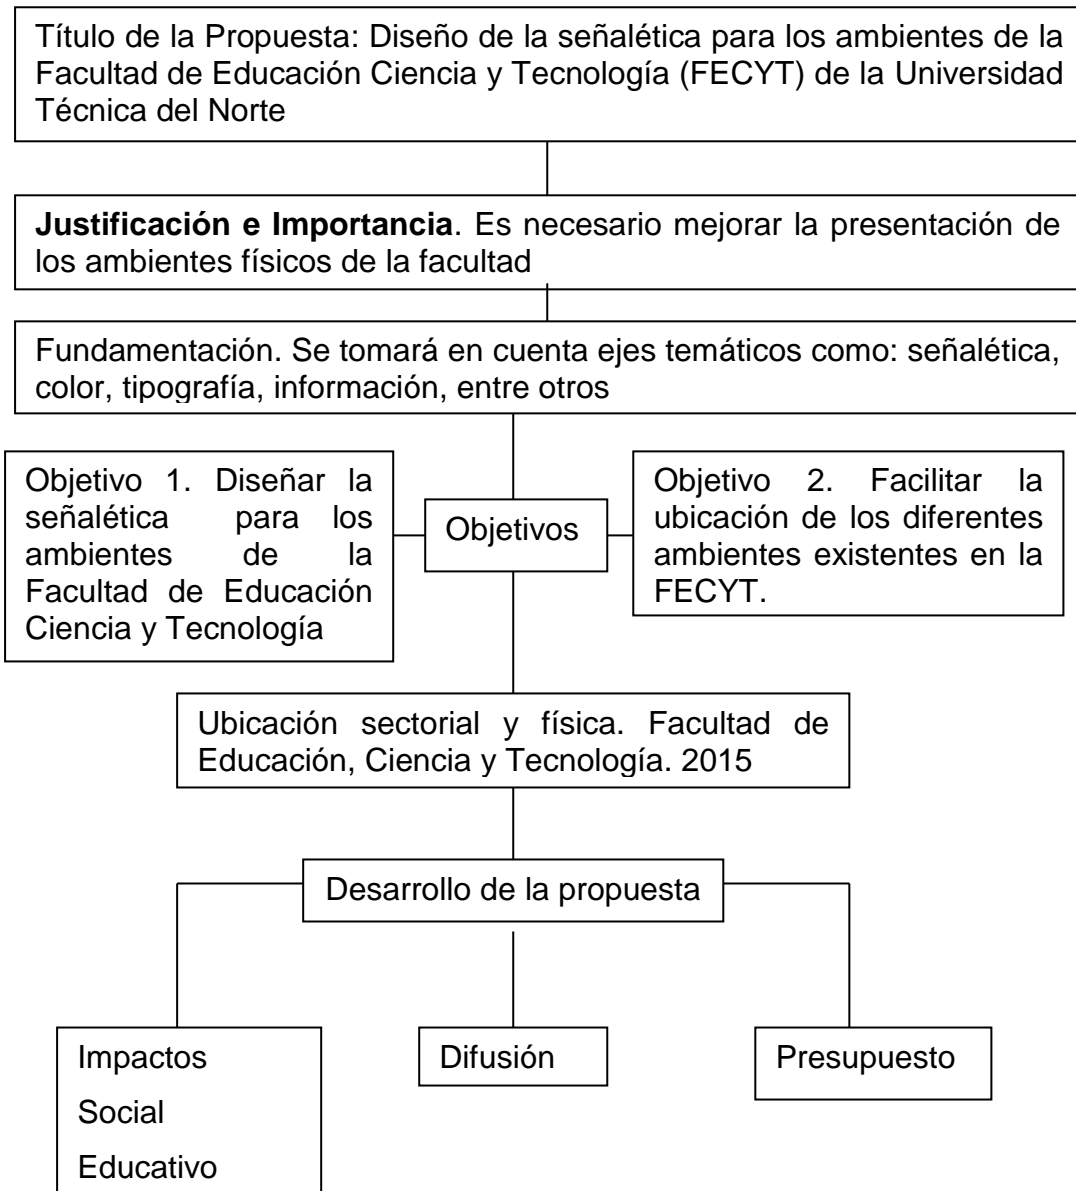 Título de la Propuesta: Diseño de la señalética para los ambientes de la
Facultad de Educación Ciencia y Tecnología (FECYT) de la Universidad
Técnica del Norte
Justificación e Importancia. Es necesario mejorar la presentación de
los ambientes físicos de la facultad
Fundamentación. Se tomará en cuenta ejes temáticos como: señalética,
color, tipografía, información, entre otros
Objetivo 1. Diseñar la
señalética para los
ambientes de la
Facultad de Educación
Ciencia y Tecnología
Objetivos
Objetivo 2. Facilitar la
ubicación de los diferentes
ambientes existentes en la
FECYT.
Ubicación sectorial y física. Facultad de
Educación, Ciencia y Tecnología. 2015
Desarrollo de la propuesta
Impactos
Social
Educativo
Difusión
Presupuesto